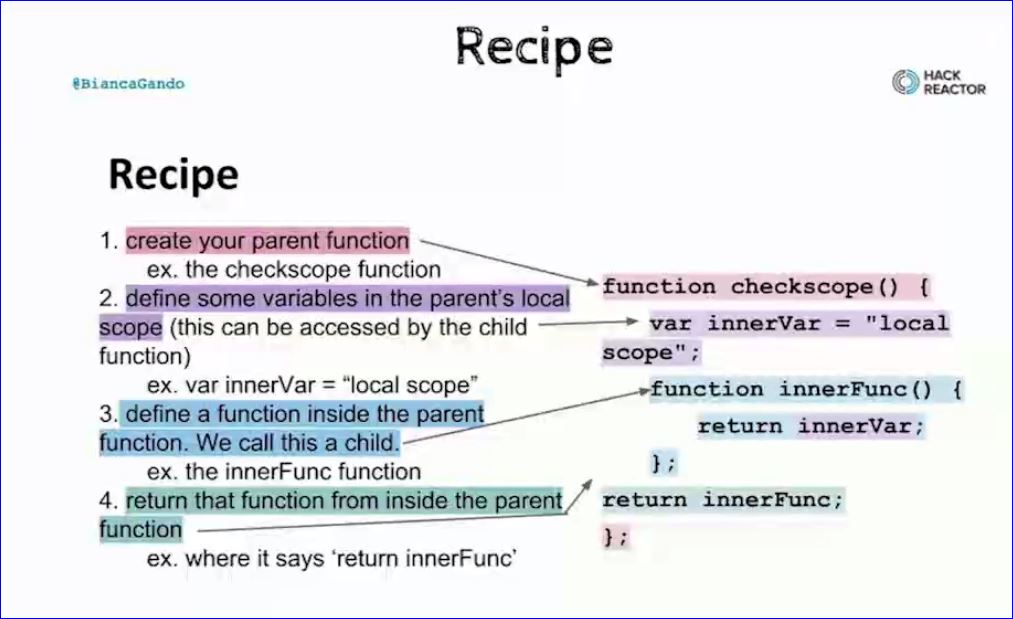 Recipe
@BiancaGando
HACK
REACTOR
Recipe
1. create your parent function
ex. the checkscope function
2. define some variables in the parent's local
scope (this can be accessed by the child
function)
ex. var innerVar = “local scope”
3. define a function inside the parent
function. We call this a child.
ex. the innerFunc function
4. return that function from inside the parent
function
ex. where it says ‘return innerFunc’
function checkscope() {
var innerVar = "local
scope";
function innerFunc() {
return innerVar;
};
return innerFunc;
};